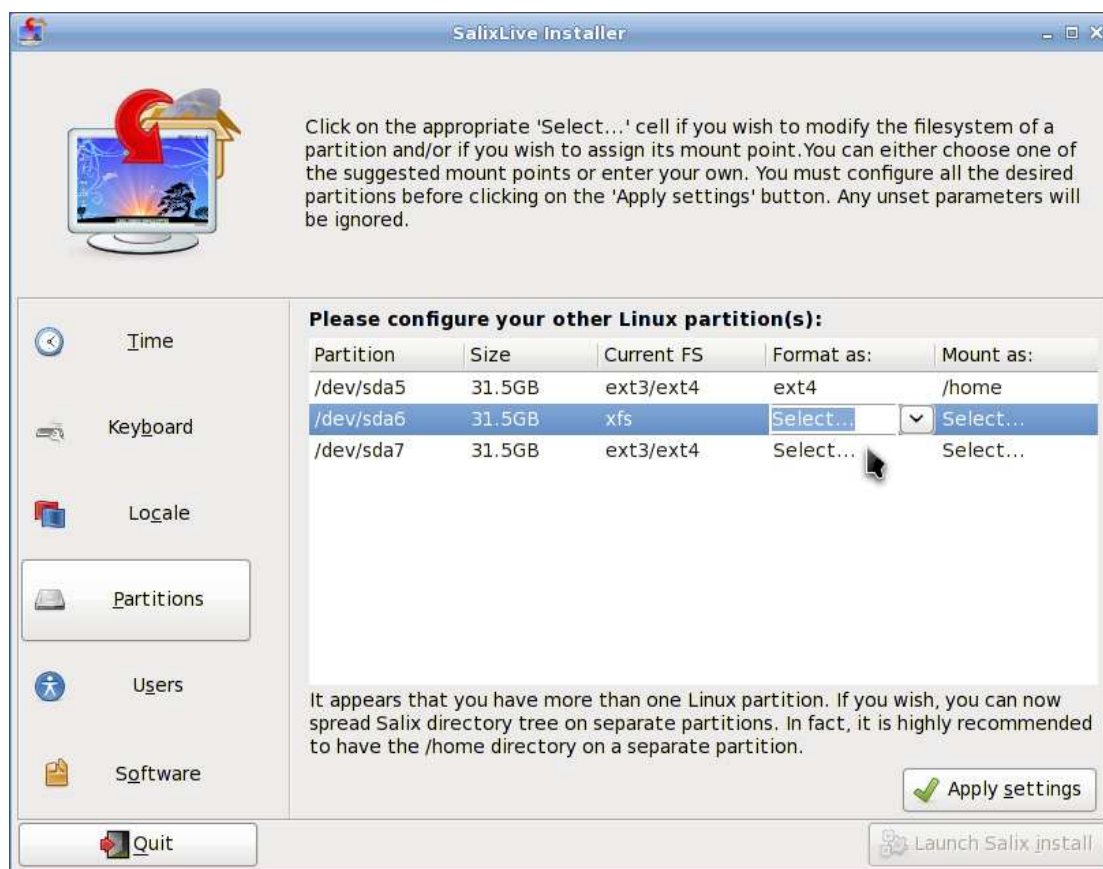 SalixLive Installer
Click on the appropriate 'Select...' cell if you wish to modify the filesystem of a
partition and/or if you wish to assign its mount point.You can either choose one of
the suggested mount points or enter your own. You must configure all the desired
partitions before clicking on the 'Apply settings' button. Any unset parameters will
be ignored.
Time
Keyboard
Locale
Partitions
Users
Software
Please configure your other Linux partition(s):
Partition Size Current FS Format as: Mount as:
/dev/sda5 31.5GB ext3/ext4 ext4 /home
/dev/sda6 31.5GB xfs Select... Select...
/dev/sda7 31.5GB ext3/ext4 Select... Select...
It appears that you have more than one Linux partition. If you wish, you can now
spread Salix directory tree on separate partitions. In fact, it is highly recommended
to have the /home directory on a separate partition.
Apply settings
Quit
Launch Salix install